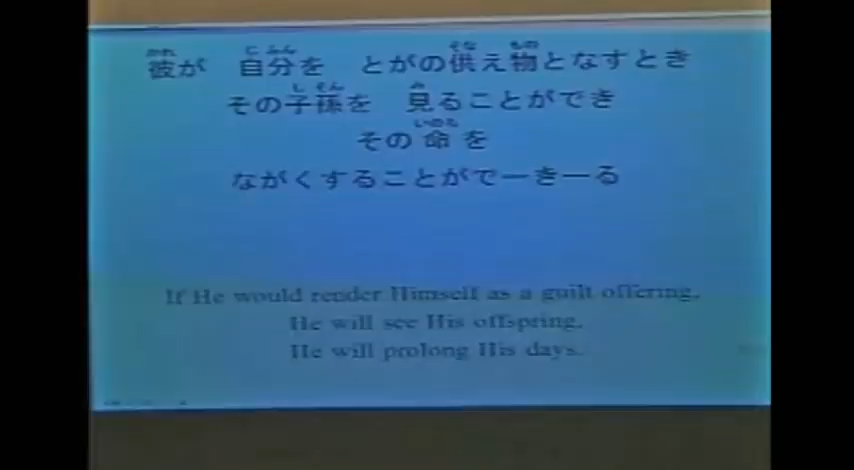 彼が 自分を とがの供え物となすとき
その子孫を 見ることができ
その命を
ながくすることがで一き一る
If He would render Himself as a guilt offering,
He will see His offspring,
He will prolong His days.